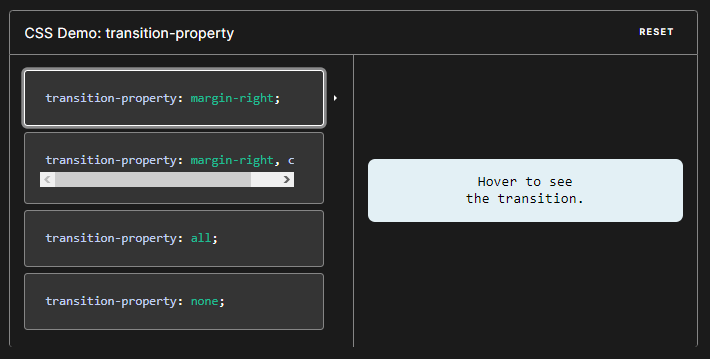 CSS Demo: transition-property
RESET
transition-property: margin-right;
transition-property: margin-right, c
transition-property: all;
transition-property: none;
Hover to see
the transition.